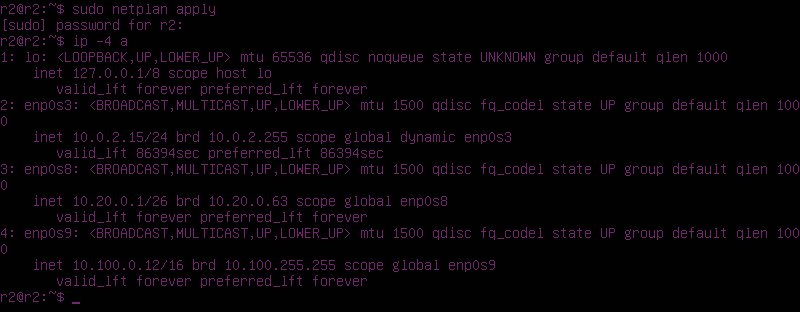 r2@r2:~$ sudo netplan apply
[sudo] password for r2:
r2@r2:~$ ip -4 a
1: lo: <LOOPBACK,UP,LOWER_UP> mtu 65536 qdisc noqueue state UNKNOWN group default qlen 1000
    inet 127.0.0.1/8 scope host lo
       valid_lft forever preferred_lft forever
2: enp0s3: <BROADCAST,MULTICAST,UP,LOWER_UP> mtu 1500 qdisc fq_codel state UP group default qlen 100
0
    inet 10.0.2.15/24 brd 10.0.2.255 scope global dynamic enp0s3
       valid_lft 86394sec preferred_lft 86394sec
3: enp0s8: <BROADCAST,MULTICAST,UP,LOWER_UP> mtu 1500 qdisc fq_codel state UP group default qlen 100
0
    inet 10.20.0.1/26 brd 10.20.0.63 scope global enp0s8
       valid_lft forever preferred_lft forever
4: enp0s9: <BROADCAST,MULTICAST,UP,LOWER_UP> mtu 1500 qdisc fq_codel state UP group default qlen 100
0
    inet 10.100.0.12/16 brd 10.100.255.255 scope global enp0s9
       valid_lft forever preferred_lft forever
r2@r2:~$ _